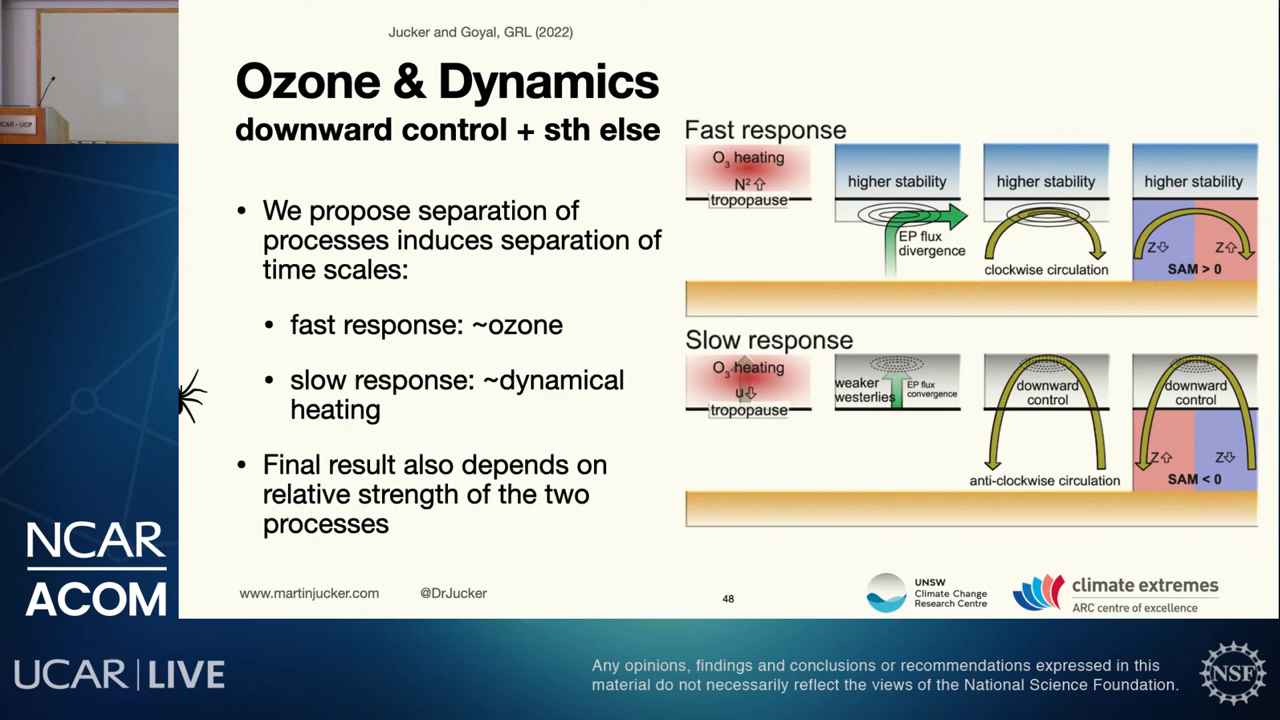 Jucker and Goyal, GRL (2022)
Ozone & Dynamics
downward control + sth else
• We propose separation of
processes induces separation of
time scales:
• fast response: ~ozone
• slow response: ~dynamical
heating
• Final result also depends on
relative strength of the two
processes
Fast response
O3 heating
N² ⇧
tropopause
higher stability
EP flux
divergence
higher stability
clockwise circulation
higher stability
Z⇩
Z⇧
SAM > 0
Slow response
O3 heating
u⇩
tropopause
weaker
westerlies
EP flux
convergence
downward
control
anti-clockwise circulation
downward
control
Z⇧
Z⇩
SAM < 0
www.martinjucker.com
@DrJucker
48
UNSW
Climate Change
Research Centre
climate extremes
ARC centre of excellence
UCAR - UCP
NCAR
ACOM
UCAR | LIVE
Any opinions, findings and conclusions or recommendations expressed in this
material do not necessarily reflect the views of the National Science Foundation.
NSF